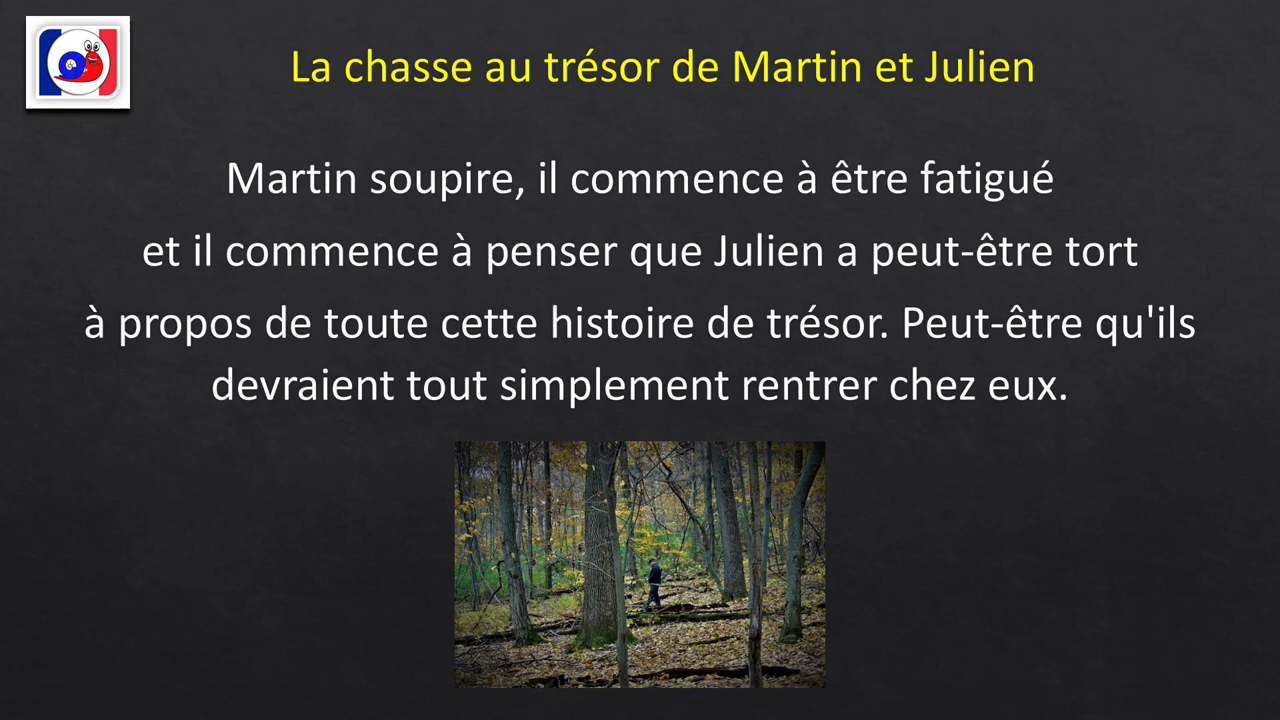 La chasse au trésor de Martin et Julien
Martin soupire, il commence à être fatigué
et il commence à penser que Julien a peut-être tort
à propos de toute cette histoire de trésor. Peut-être qu'ils
devraient tout simplement rentrer chez eux.